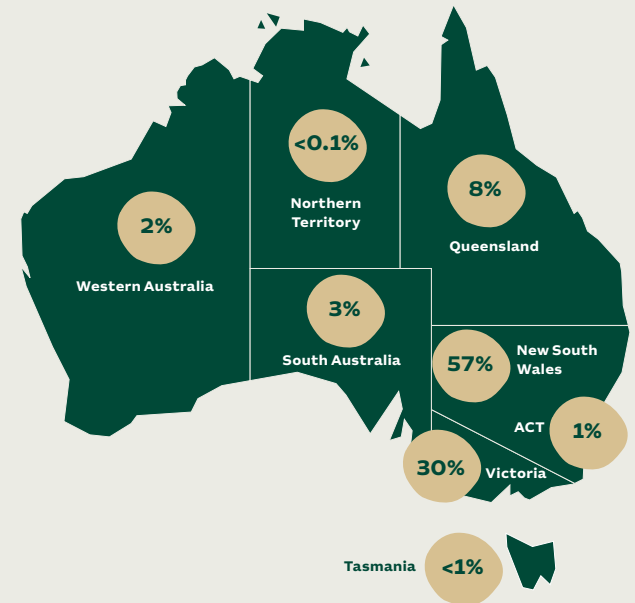 <0.1%
Northern
Territory
8%
Queensland
2%
Western Australia
3%
South Australia
57%
New South
Wales
ACT
1%
30%
Victoria
Tasmania
<1%